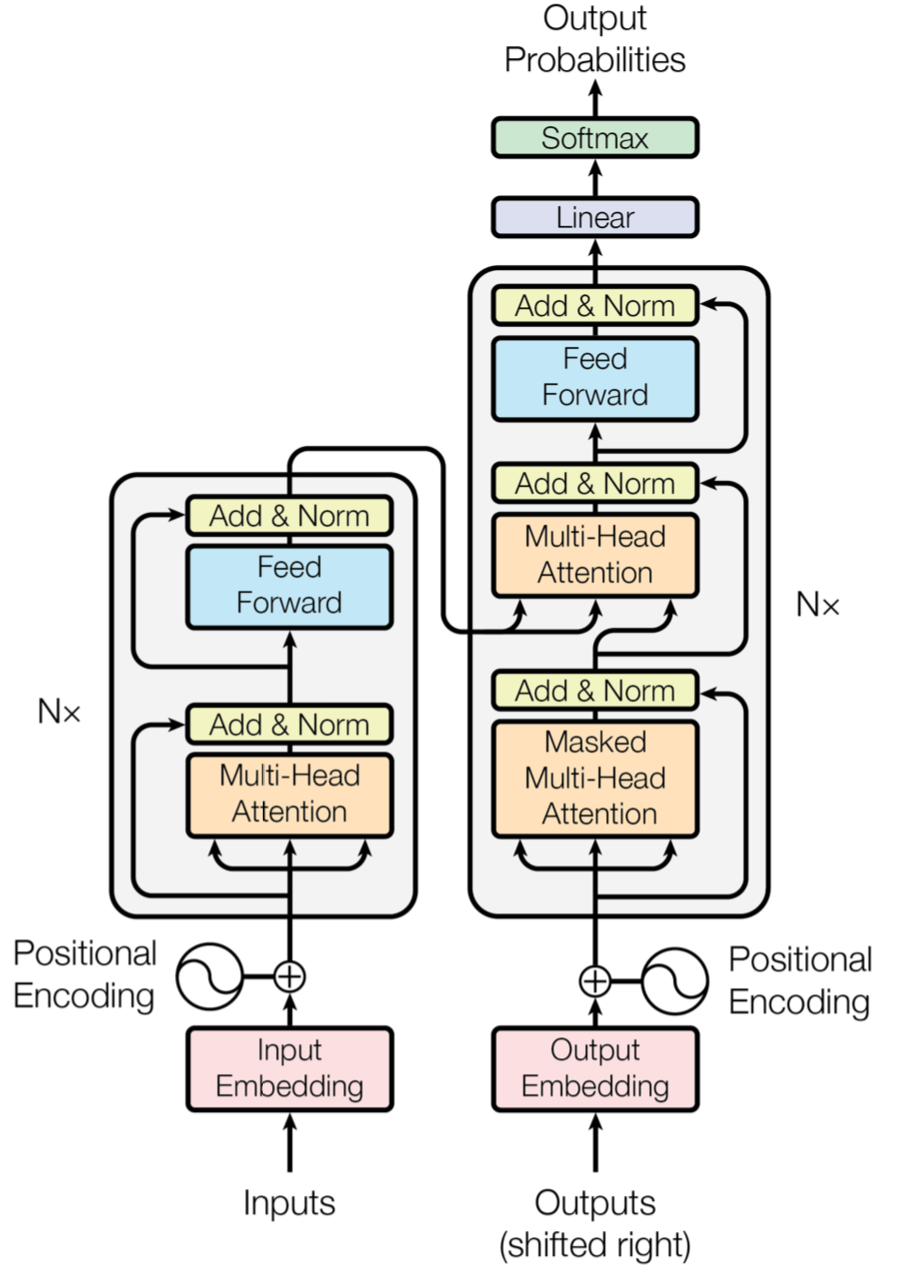 Output
Probabilities
Softmax
Linear
Add & Norm
Feed
Forward
Add & Norm
Multi-Head
Attention
Add & Norm
Masked
Multi-Head
Attention
N×
Add & Norm
Feed
Forward
Add & Norm
Multi-Head
Attention
N×
Positional
Encoding
Positional
Encoding
Input
Embedding
Output
Embedding
Inputs
Outputs
(shifted right)